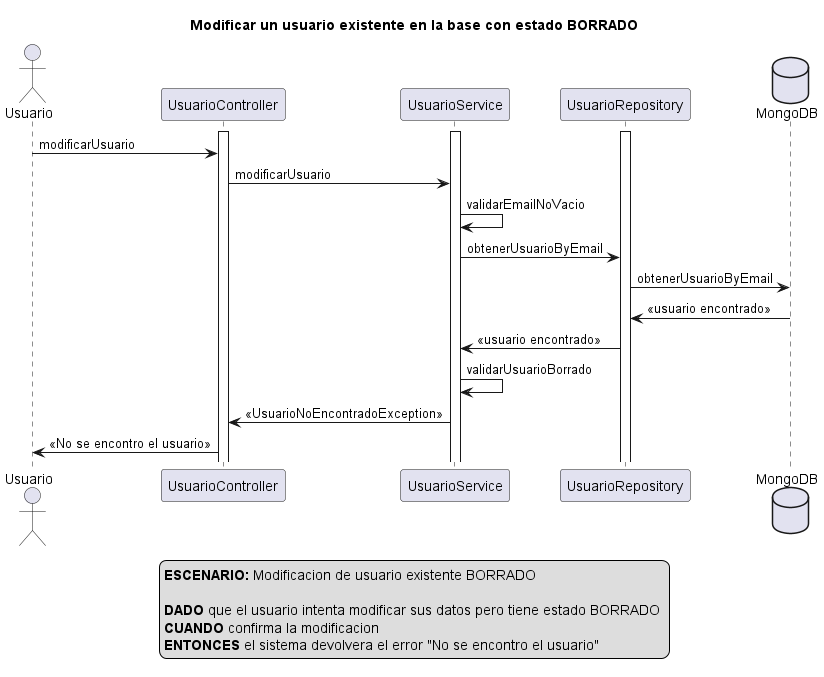 Modificar un usuario existente en la base con estado BORRADO
Usuario
UsuarioController
UsuarioService
UsuarioRepository
MongoDB
modificarUsuario
modificarUsuario
validarEmailNoVacio
obtenerUsuarioByEmail
obtenerUsuarioByEmail
«usuario encontrado»
«usuario encontrado»
validarUsuarioBorrado
«UsuarioNoEncontradoException»
«No se encontro el usuario»
Usuario
UsuarioController
UsuarioService
UsuarioRepository
MongoDB
ESCENARIO: Modificacion de usuario existente BORRADO
DADO que el usuario intenta modificar sus datos pero tiene estado BORRADO
CUANDO confirma la modificacion
ENTONCES el sistema devolvera el error "No se encontro el usuario"